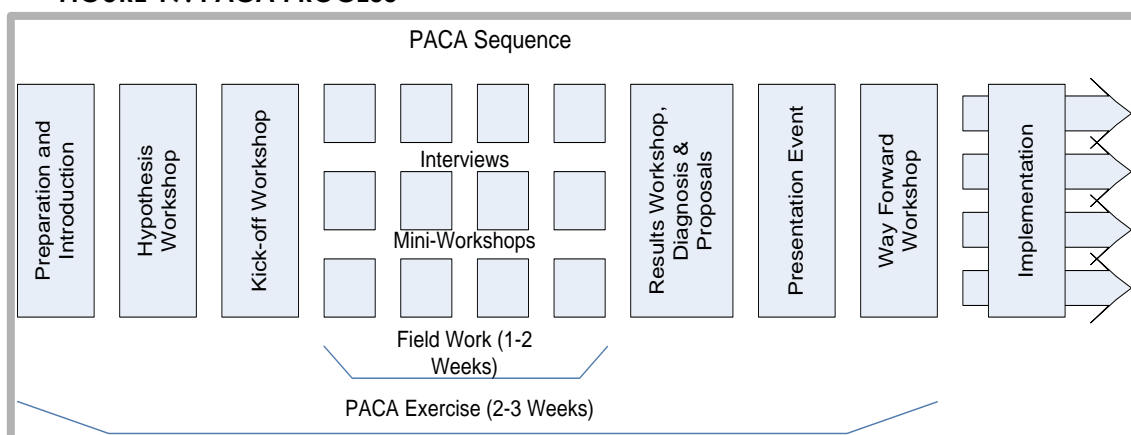 PACA Sequence
Preparation and
Introduction
Hypothesis
Workshop
Kick-off Workshop
Interviews
Mini-Workshops
Results Workshop,
Diagnosis &
Proposals
Presentation Event
Way Forward
Workshop
Implementation
Field Work (1-2
Weeks)
PACA Exercise (2-3 Weeks)